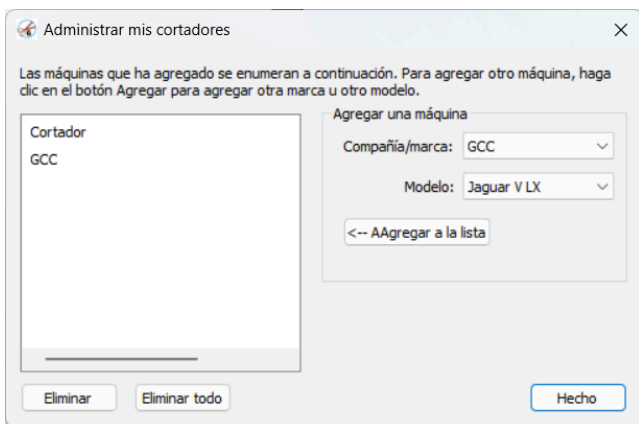 Administrar mis cortadores
Las máquinas que ha agregado se enumeran a continuación. Para agregar otro máquina, haga
clic en el botón Agregar para agregar otra marca u otro modelo.
Cortador
GCC
Agregar una máquina
Compañía/marca: GCC
Modelo: Jaguar V LX
<-- AAgregar a la lista
Eliminar
Eliminar todo
Hecho